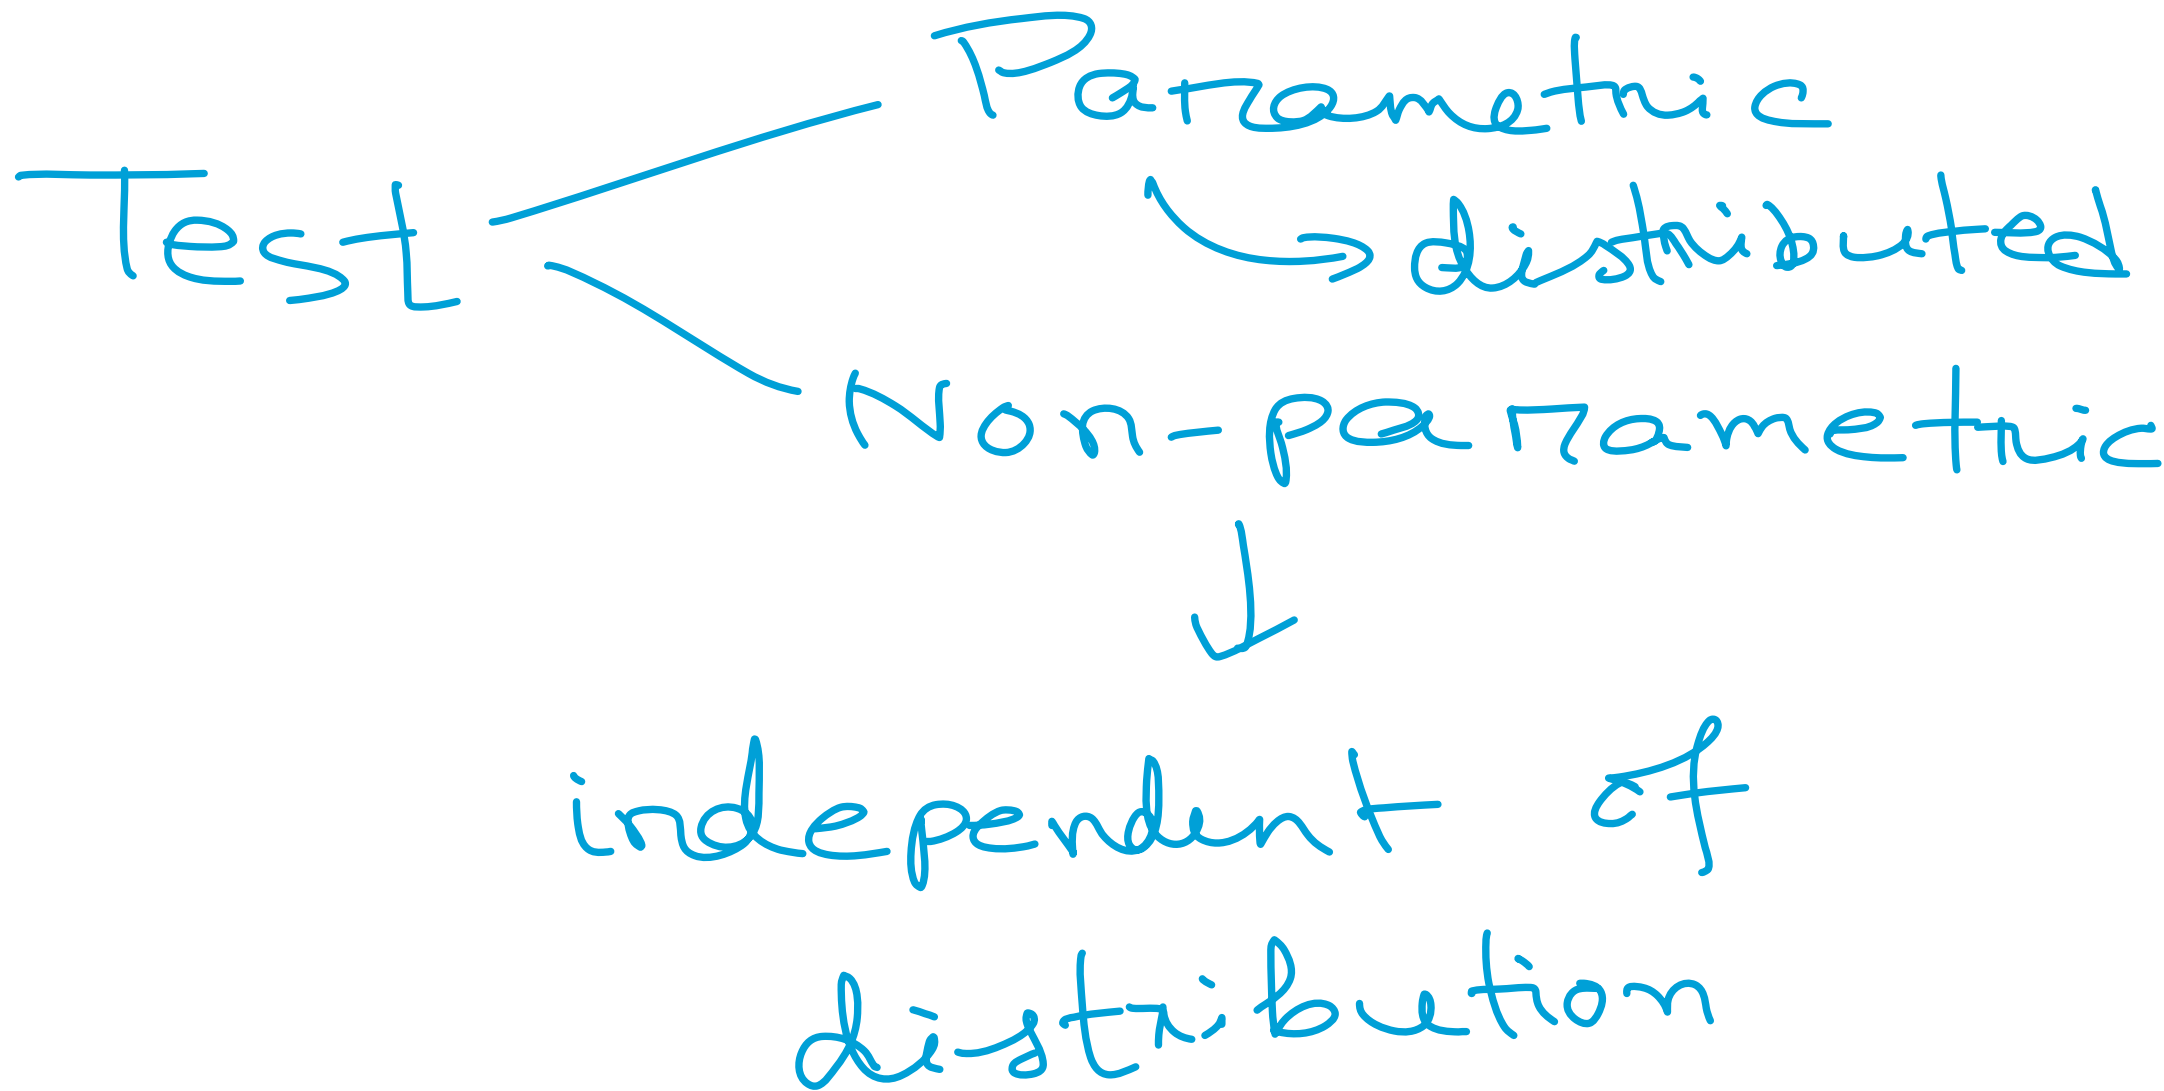 Parametric
Test
distributed
Non-parametric
independent of
distribution